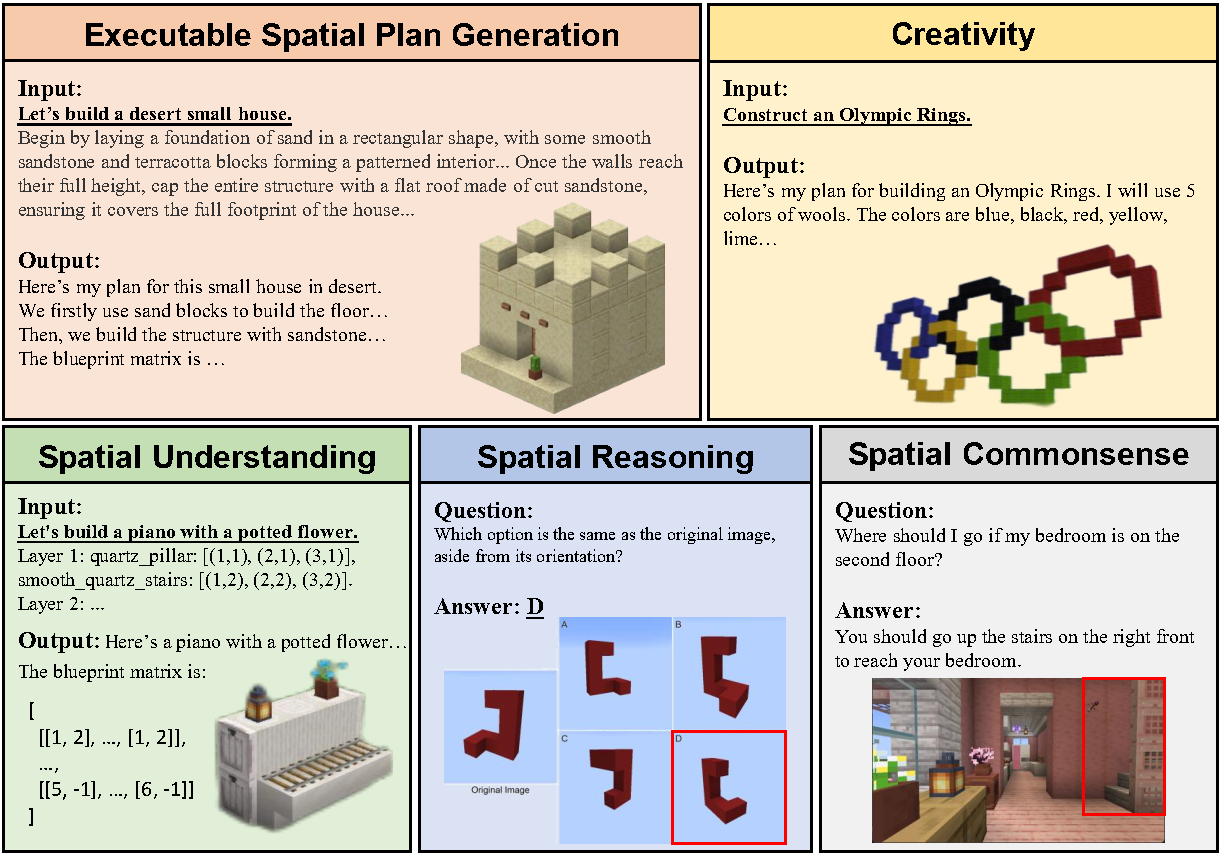 Executable Spatial Plan Generation
Input:
Let's build a desert small house.
Begin by laying a foundation of sand in a rectangular shape, with some smooth
sandstone and terracotta blocks forming a patterned interior... Once the walls reach
their full height, cap the entire structure with a flat roof made of cut sandstone,
ensuring it covers the full footprint of the house...
Output:
Here's my plan for this small house in desert.
We firstly use sand blocks to build the floor…
Then, we build the structure with sandstone…
The blueprint matrix is …
Creativity
Input:
Construct an Olympic Rings.
Output:
Here's my plan for building an Olympic Rings. I will use 5
colors of wools. The colors are blue, black, red, yellow,
lime…
Spatial Understanding
Input:
Let's build a piano with a potted flower.
Layer 1: quartz_pillar: [(1,1), (2,1), (3,1)],
smooth_quartz_stairs: [(1,2), (2,2), (3,2)].
Layer 2: ...
Output: Here's a piano with a potted flower…
The blueprint matrix is:
[
[[1, 2], …, [1, 2]],
…,
[[5, -1], …, [6, -1]]
]
Spatial Reasoning
Question:
Which option is the same as the original image,
aside from its orientation?
Answer: D
A
B
C
D
Original Image
Spatial Commonsense
Question:
Where should I go if my bedroom is on the
second floor?
Answer:
You should go up the stairs on the right front
to reach your bedroom.